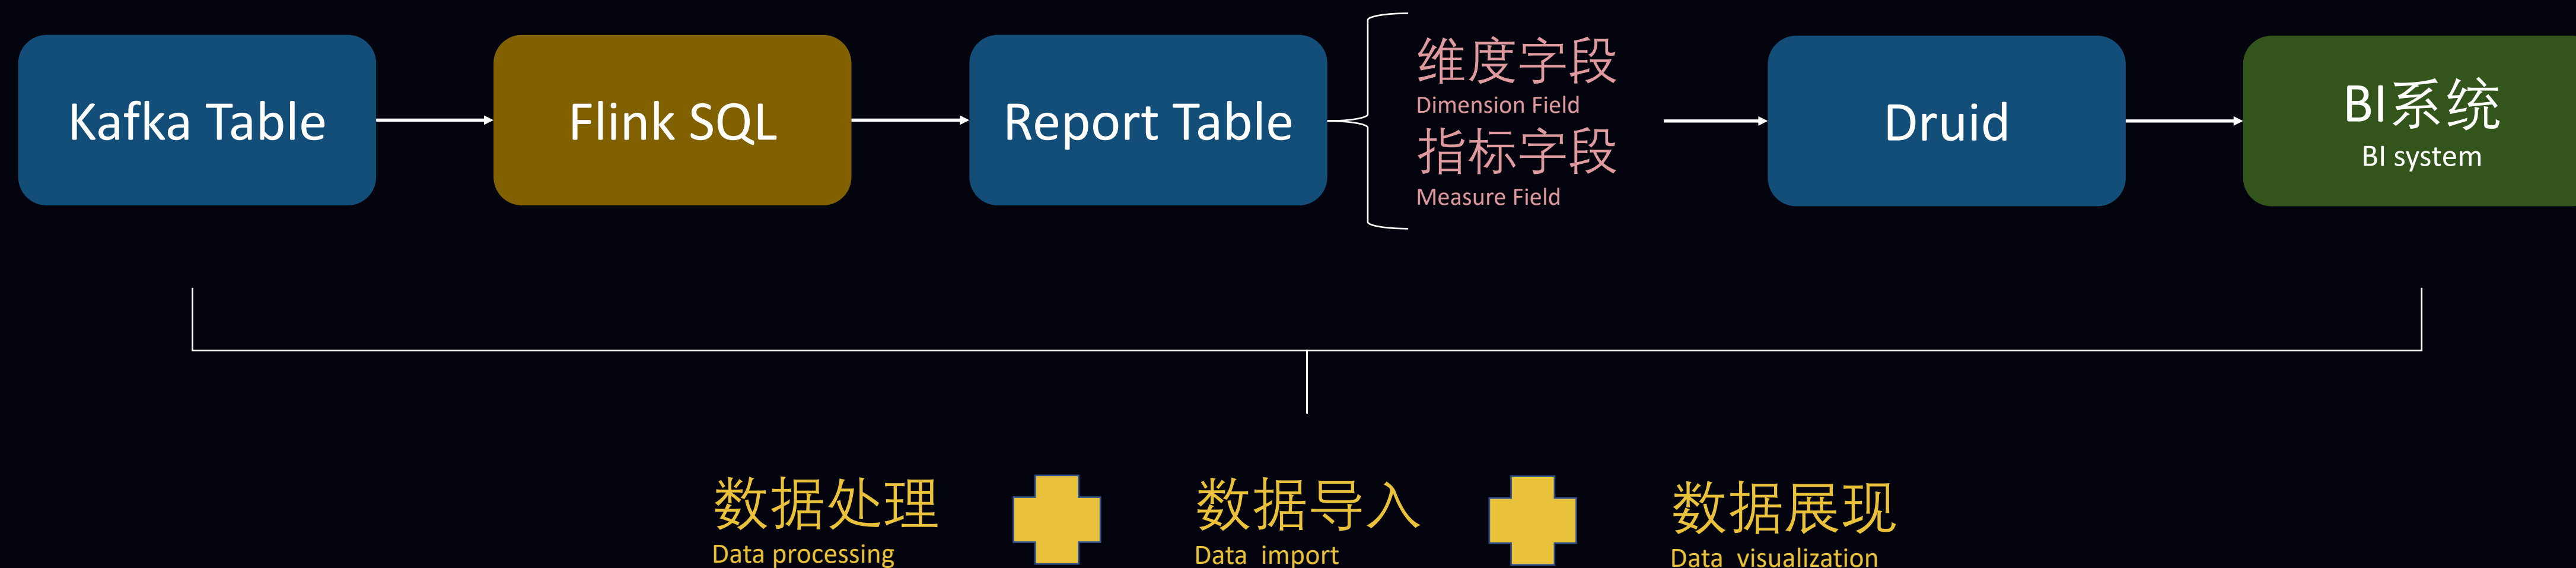 Kafka Table
Flink SQL
Report Table
维度字段
Dimension Field
指标字段
Measure Field
Druid
BI系统
BI system
数据处理
Data processing
数据导入
Data import
数据展现
Data visualization